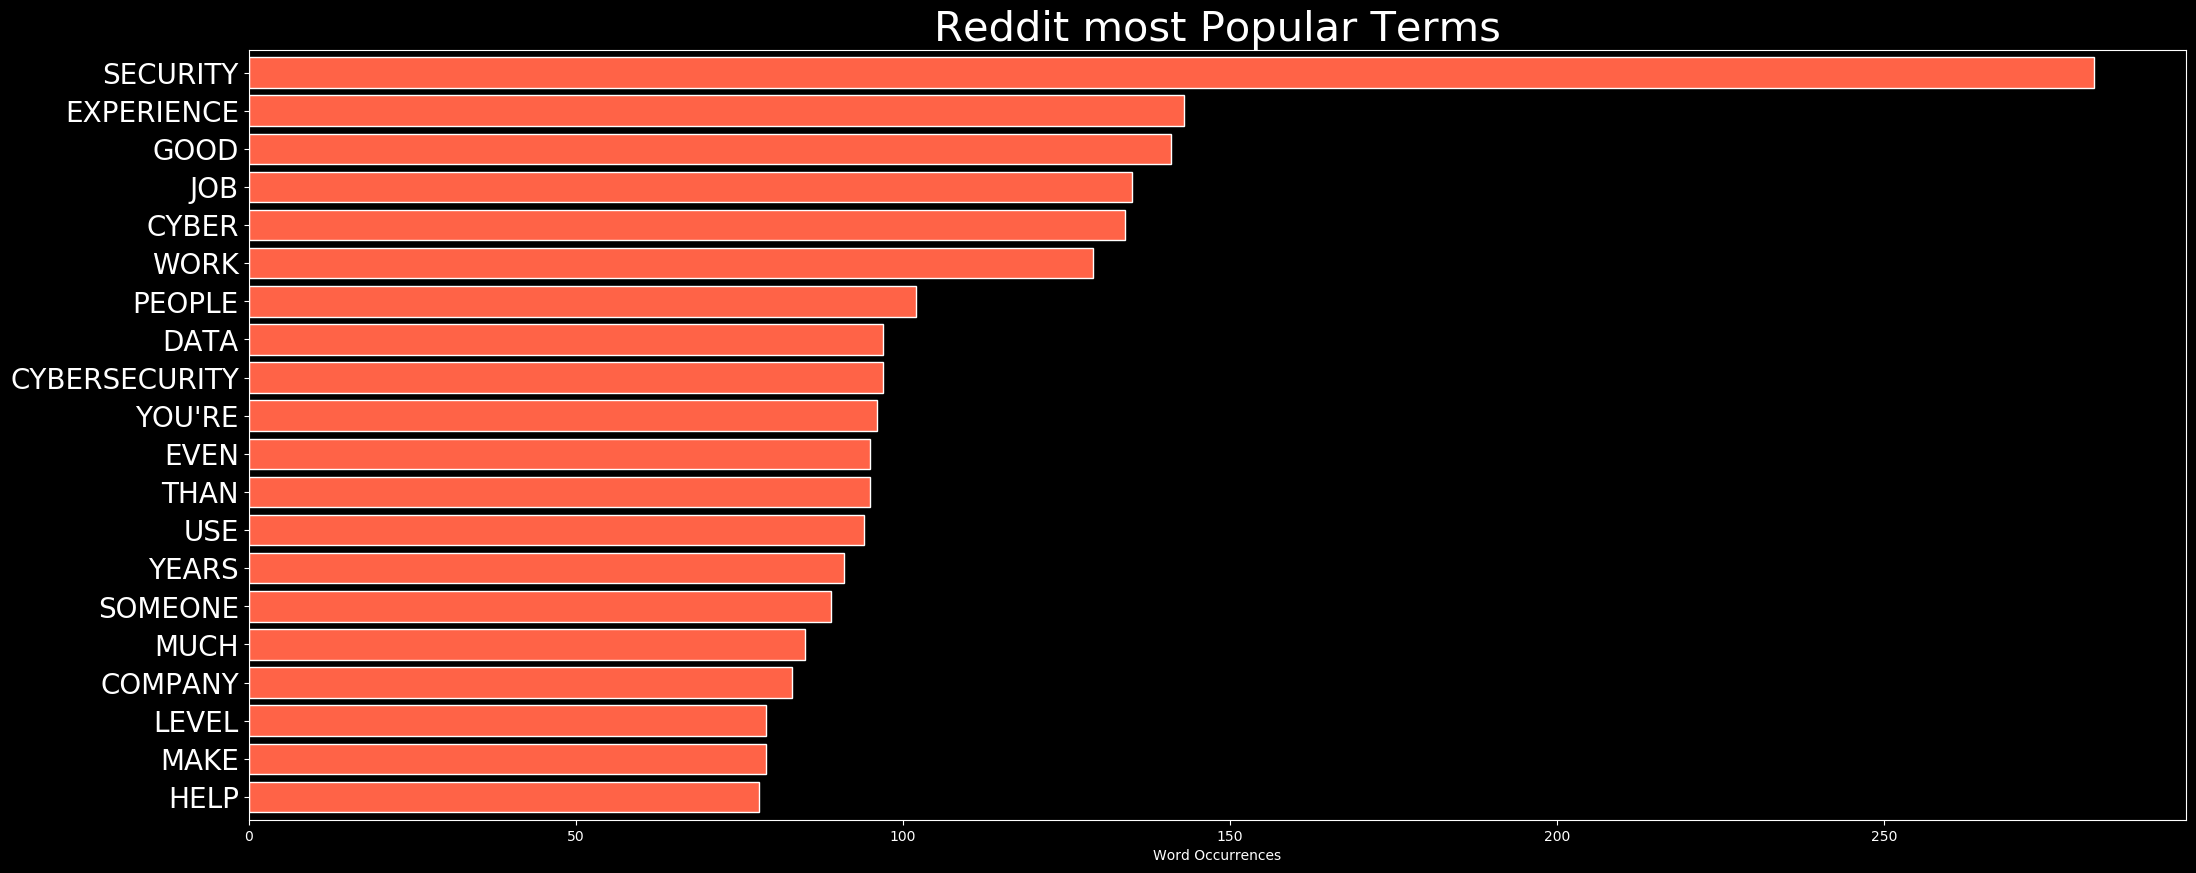 Reddit most Popular Terms
SECURITY
EXPERIENCE
GOOD
JOB
CYBER
WORK
PEOPLE
DATA
CYBERSECURITY
YOU'RE
EVEN
THAN
USE
YEARS
SOMEONE
MUCH
COMPANY
LEVEL
MAKE
HELP
0 50 100 150 200 250
Word Occurrences